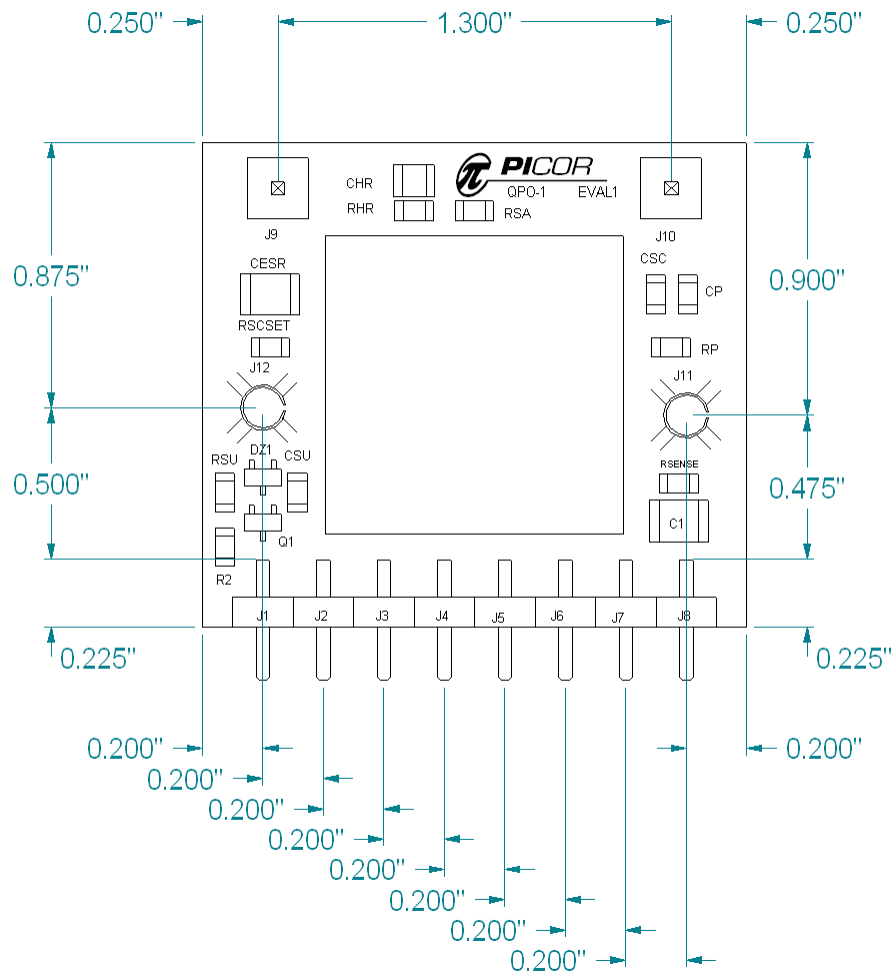 0.250" 1.300" 0.250"
π PICOR
CHR
QPO-1 EVAL1
RHR RSA
J9 J10
CESR CSC
0.875" 0.900"
CP
RSCSET
RP
J12 J11
DZ1
RSU CSU RSENSE
0.500" 0.475"
C1
Q1
R2
J1 J2 J3 J4 J5 J6 J7 J8
0.225" 0.225"
0.200" 0.200"
0.200"
0.200"
0.200"
0.200"
0.200"
0.200"
0.200"